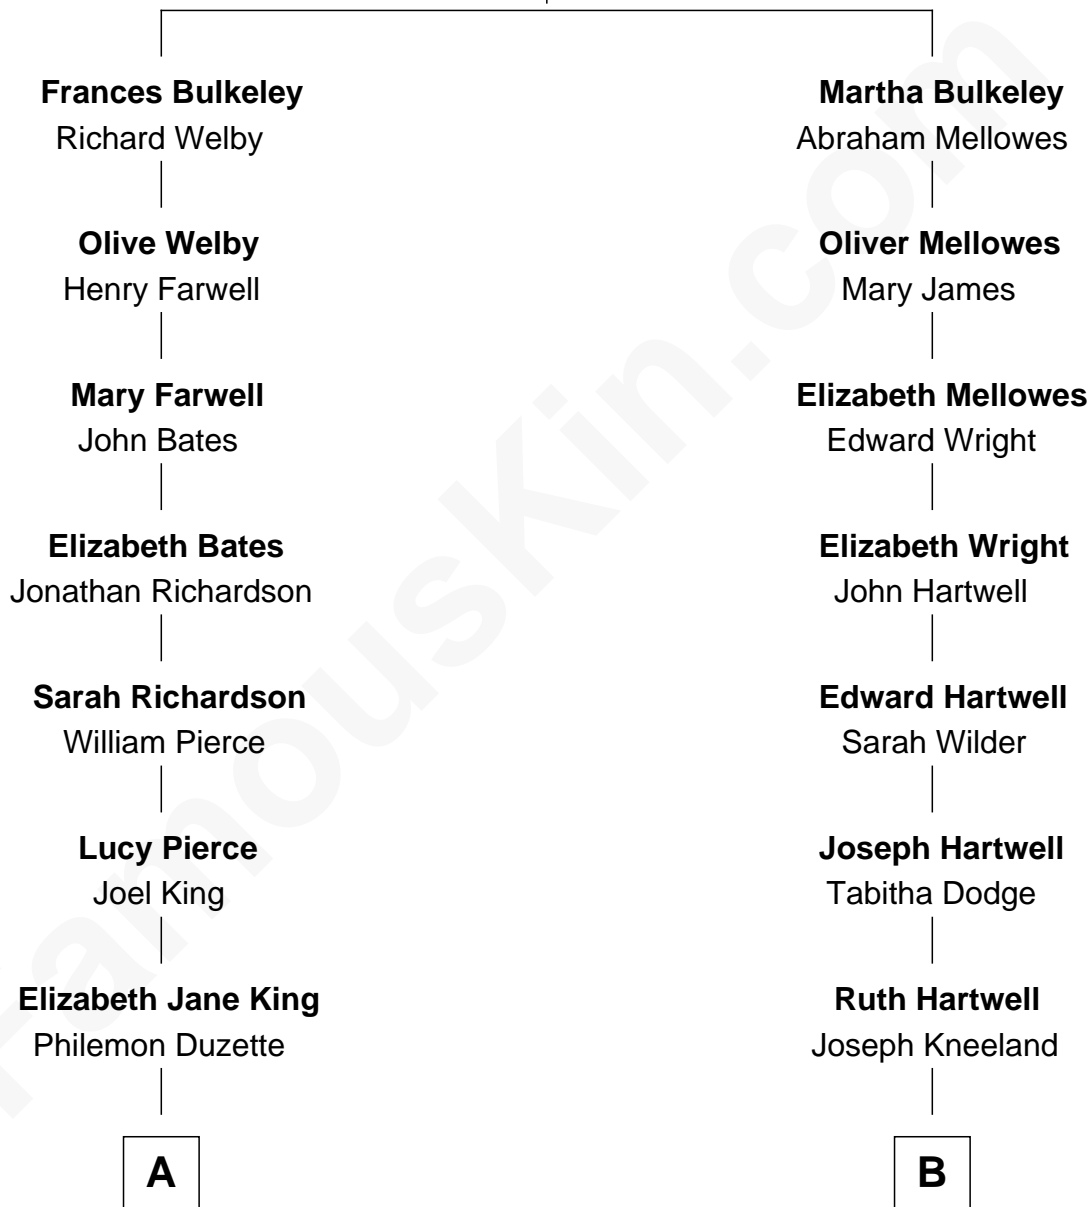 Frances Bulkeley
Richard Welby
Olive Welby
Henry Farwell
Mary Farwell
John Bates
Elizabeth Bates
Jonathan Richardson
Sarah Richardson
William Pierce
Lucy Pierce
Joel King
Elizabeth Jane King
Philemon Duzette
A
Martha Bulkeley
Abraham Mellowes
Oliver Mellowes
Mary James
Elizabeth Mellowes
Edward Wright
Elizabeth Wright
John Hartwell
Edward Hartwell
Sarah Wilder
Joseph Hartwell
Tabitha Dodge
Ruth Hartwell
Joseph Kneeland
B
FamousKin.com